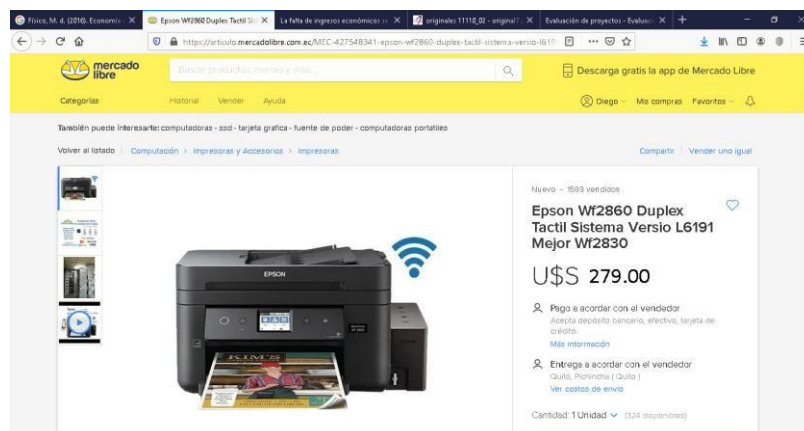 Físico, M. d. (2016). Economía
Epson Wf2860 Duplex Tactil Sis
La falta de ingresos económicos
originales 11118_02 - original
Evaluación de proyectos - Evaluac
https://articulo.mercadolibre.com.ec/MEC-427548341-epson-wf2860-duplex-tactil-sistema-versio-l619
mercado
libre
Buscar productos, marcas y más...
Descarga gratis la app de Mercado Libre
Categorías
Historial
Vender
Ayuda
Diego
Mis compras
Favoritos
También puede interesarte: computadoras - ssd - tarjeta grafica - fuente de poder - computadoras portatiles
Volver al listado
Computación > Impresoras y Accesorios > Impresoras
Compartir
Vender uno igual
EPSON
KIM'S
Nuevo - 1593 vendidos
Epson Wf2860 Duplex
Tactil Sistema Versio L6191
Mejor Wf2830
U$S 279.00
Pago a acordar con el vendedor
Acepta depósito bancario, efectivo, tarjeta de
crédito.
Más información
Entrega a acordar con el vendedor
Quito, Pichincha ( Quito )
Ver costos de envío
Cantidad: 1 Unidad (324 disponibles)